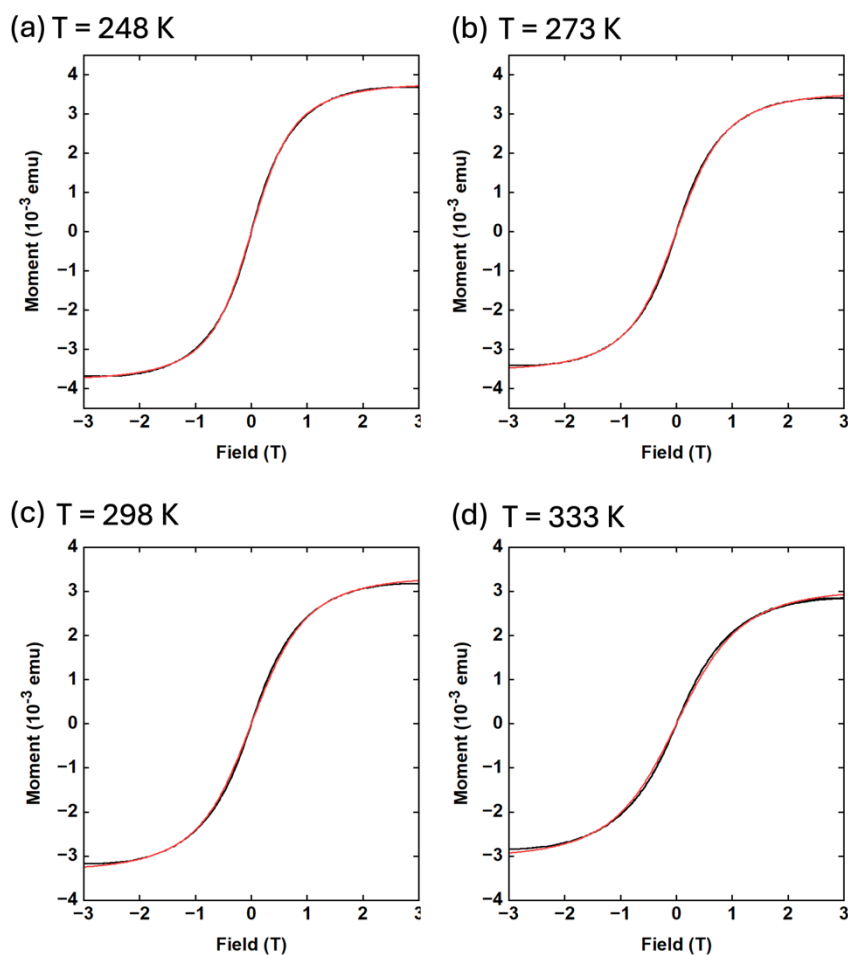 (a) T = 248 K
4
3
2
1
0
−1
−2
−3
−4
Moment (10⁻³ emu)
−3 −2 −1 0 1 2 3
Field (T)
(b) T = 273 K
4
3
2
1
0
−1
−2
−3
−4
Moment (10⁻³ emu)
−3 −2 −1 0 1 2 3
Field (T)
(c) T = 298 K
4
3
2
1
0
−1
−2
−3
−4
Moment (10⁻³ emu)
−3 −2 −1 0 1 2 3
Field (T)
(d) T = 333 K
4
3
2
1
0
−1
−2
−3
−4
Moment (10⁻³ emu)
−3 −2 −1 0 1 2 3
Field (T)